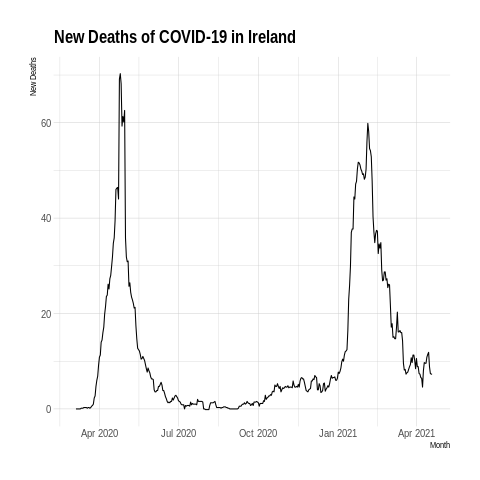 New Deaths of COVID-19 in Ireland
New Deaths
60
40
20
0
Apr 2020 Jul 2020 Oct 2020 Jan 2021 Apr 2021
Month